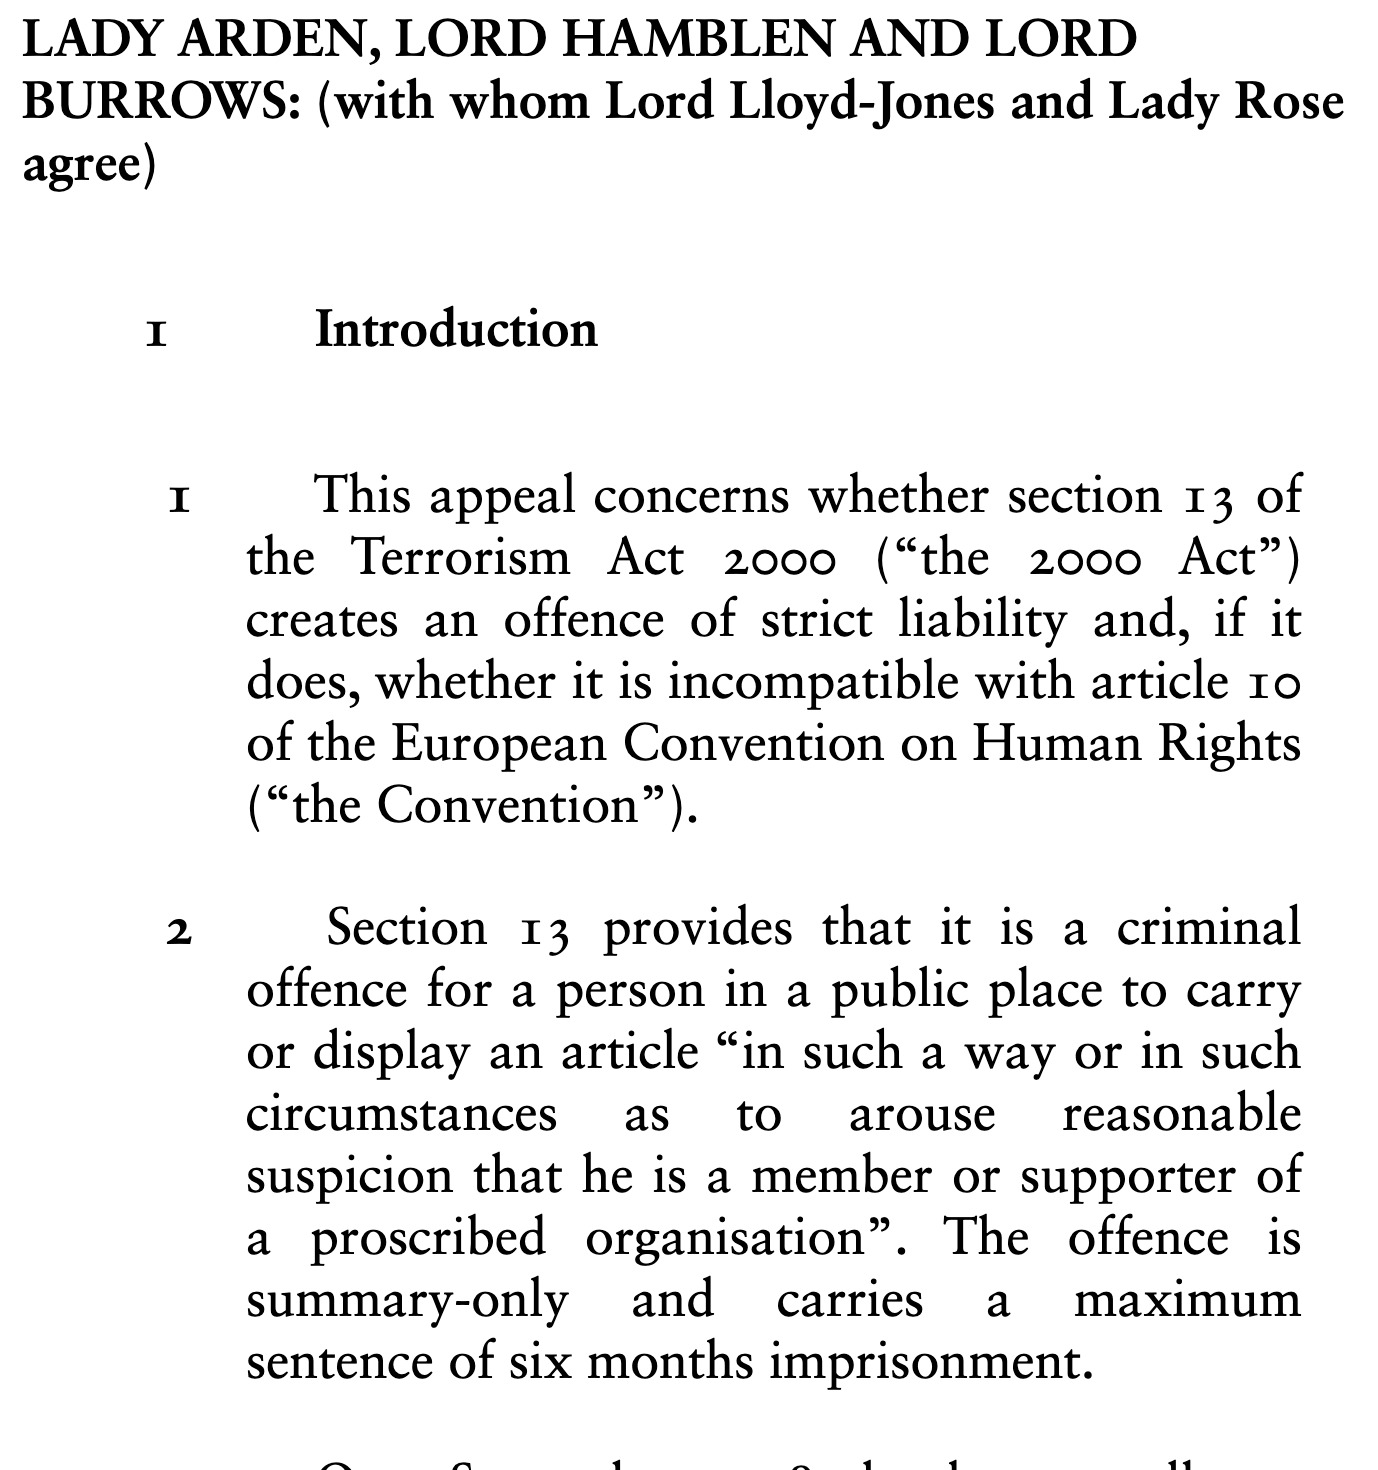 LADY ARDEN, LORD HAMBLEN AND LORD
BURROWS: (with whom Lord Lloyd-Jones and Lady Rose
agree)
1 Introduction
1 This appeal concerns whether section 13 of
the Terrorism Act 2000 (“the 2000 Act”)
creates an offence of strict liability and, if it
does, whether it is incompatible with article 10
of the European Convention on Human Rights
(“the Convention”).
2 Section 13 provides that it is a criminal
offence for a person in a public place to carry
or display an article “in such a way or in such
circumstances as to arouse reasonable
suspicion that he is a member or supporter of
a proscribed organisation”. The offence is
summary-only and carries a maximum
sentence of six months imprisonment.